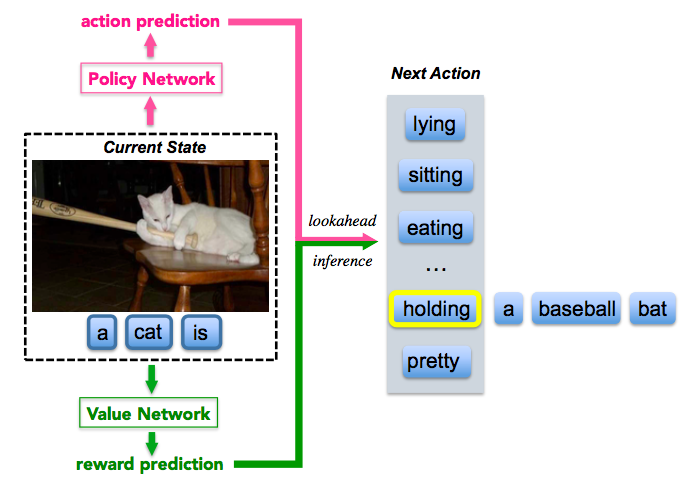 action prediction
Policy Network
Current State
a cat is
Value Network
reward prediction
lookahead
inference
Next Action
lying
sitting
eating
...
holding a baseball bat
pretty